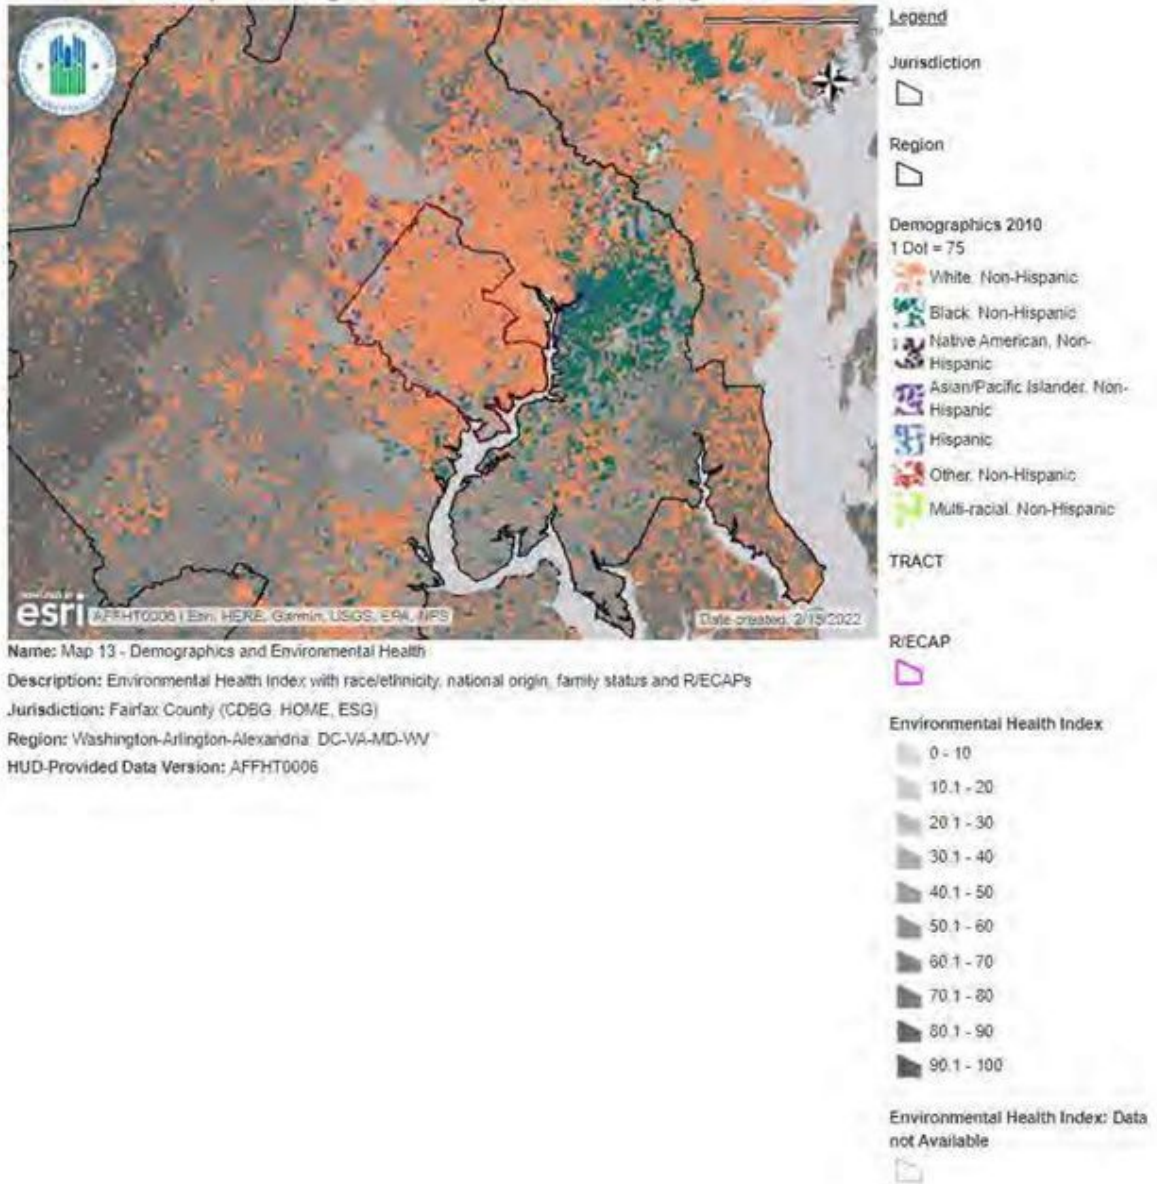 Legend
Jurisdiction
Region
Demographics 2010
1 Dot = 75
White, Non-Hispanic
Black, Non-Hispanic
Native American, Non-
Hispanic
Asian/Pacific Islander, Non-
Hispanic
Hispanic
Other, Non-Hispanic
Multi-racial, Non-Hispanic
TRACT
R/ECAP
Environmental Health Index
0 - 10
10.1 - 20
20.1 - 30
30.1 - 40
40.1 - 50
50.1 - 60
60.1 - 70
70.1 - 80
80.1 - 90
90.1 - 100
Environmental Health Index: Data
not Available
POWERED BY
esri
AFFHT0006 | Esri, HERE, Garmin, USGS, EPA, NPS
Date created: 2/15/2022
Name: Map 13 - Demographics and Environmental Health
Description: Environmental Health Index with race/ethnicity, national origin, family status and R/ECAPs
Jurisdiction: Fairfax County (CDBG, HOME, ESG)
Region: Washington-Arlington-Alexandria, DC-VA-MD-WV
HUD-Provided Data Version: AFFHT0006